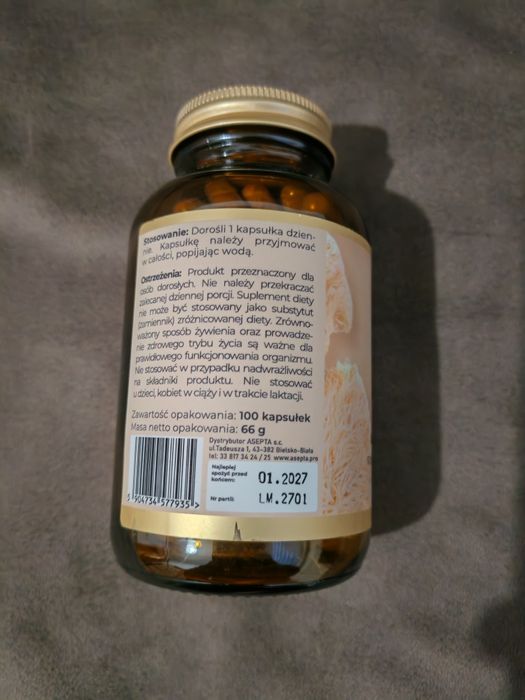 Stosowanie: Dorośli 1 kapsułka dzien-
nie. Kapsułkę należy przyjmować
w całości, popijając wodą.
Ostrzeżenia: Produkt przeznaczony dla
osób dorosłych. Nie należy przekraczać
zalecanej dziennej porcji. Suplement diety
nie może być stosowany jako substytut
(zamiennik) zróżnicowanej diety. Zrówno-
ważony sposób żywienia oraz prowadze-
nie zdrowego trybu życia są ważne dla
prawidłowego funkcjonowania organizmu.
Nie stosować w przypadku nadwrażliwości
na składniki produktu. Nie stosować
u dzieci, kobiet w ciąży i w trakcie laktacji.
Zawartość opakowania: 100 kapsułek
Masa netto opakowania: 66 g
Dystrybutor ASEPTA s.c.
ul.Tadeusza 1, 43-382 Bielsko-Biała
tel: 33 817 34 24 / 25 www.asepta.pro
Najlepiej
spożyć przed
końcem:
01.2027
Nr partii:
LM.2701
5 904734 577935 >